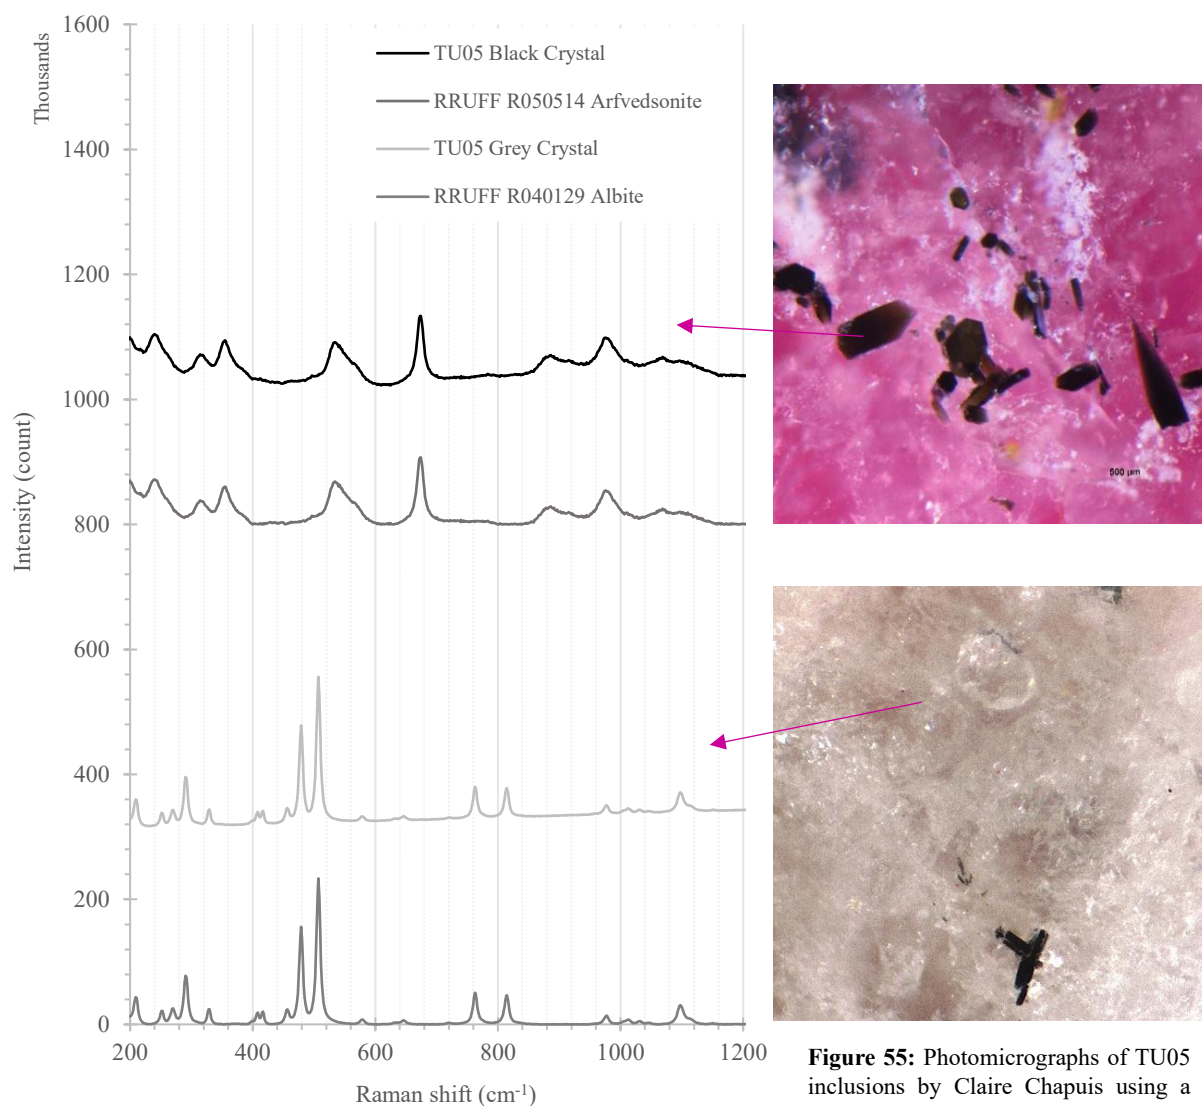 1600
1400
1200
1000
800
600
400
200
0
Thousands
Intensity (count)
TU05 Black Crystal
RRUFF R050514 Arfvedsonite
TU05 Grey Crystal
RRUFF R040129 Albite
200 400 600 800 1000 1200
Raman shift (cm⁻¹)
500 µm
Figure 55: Photomicrographs of TU05
inclusions by Claire Chapuis using a